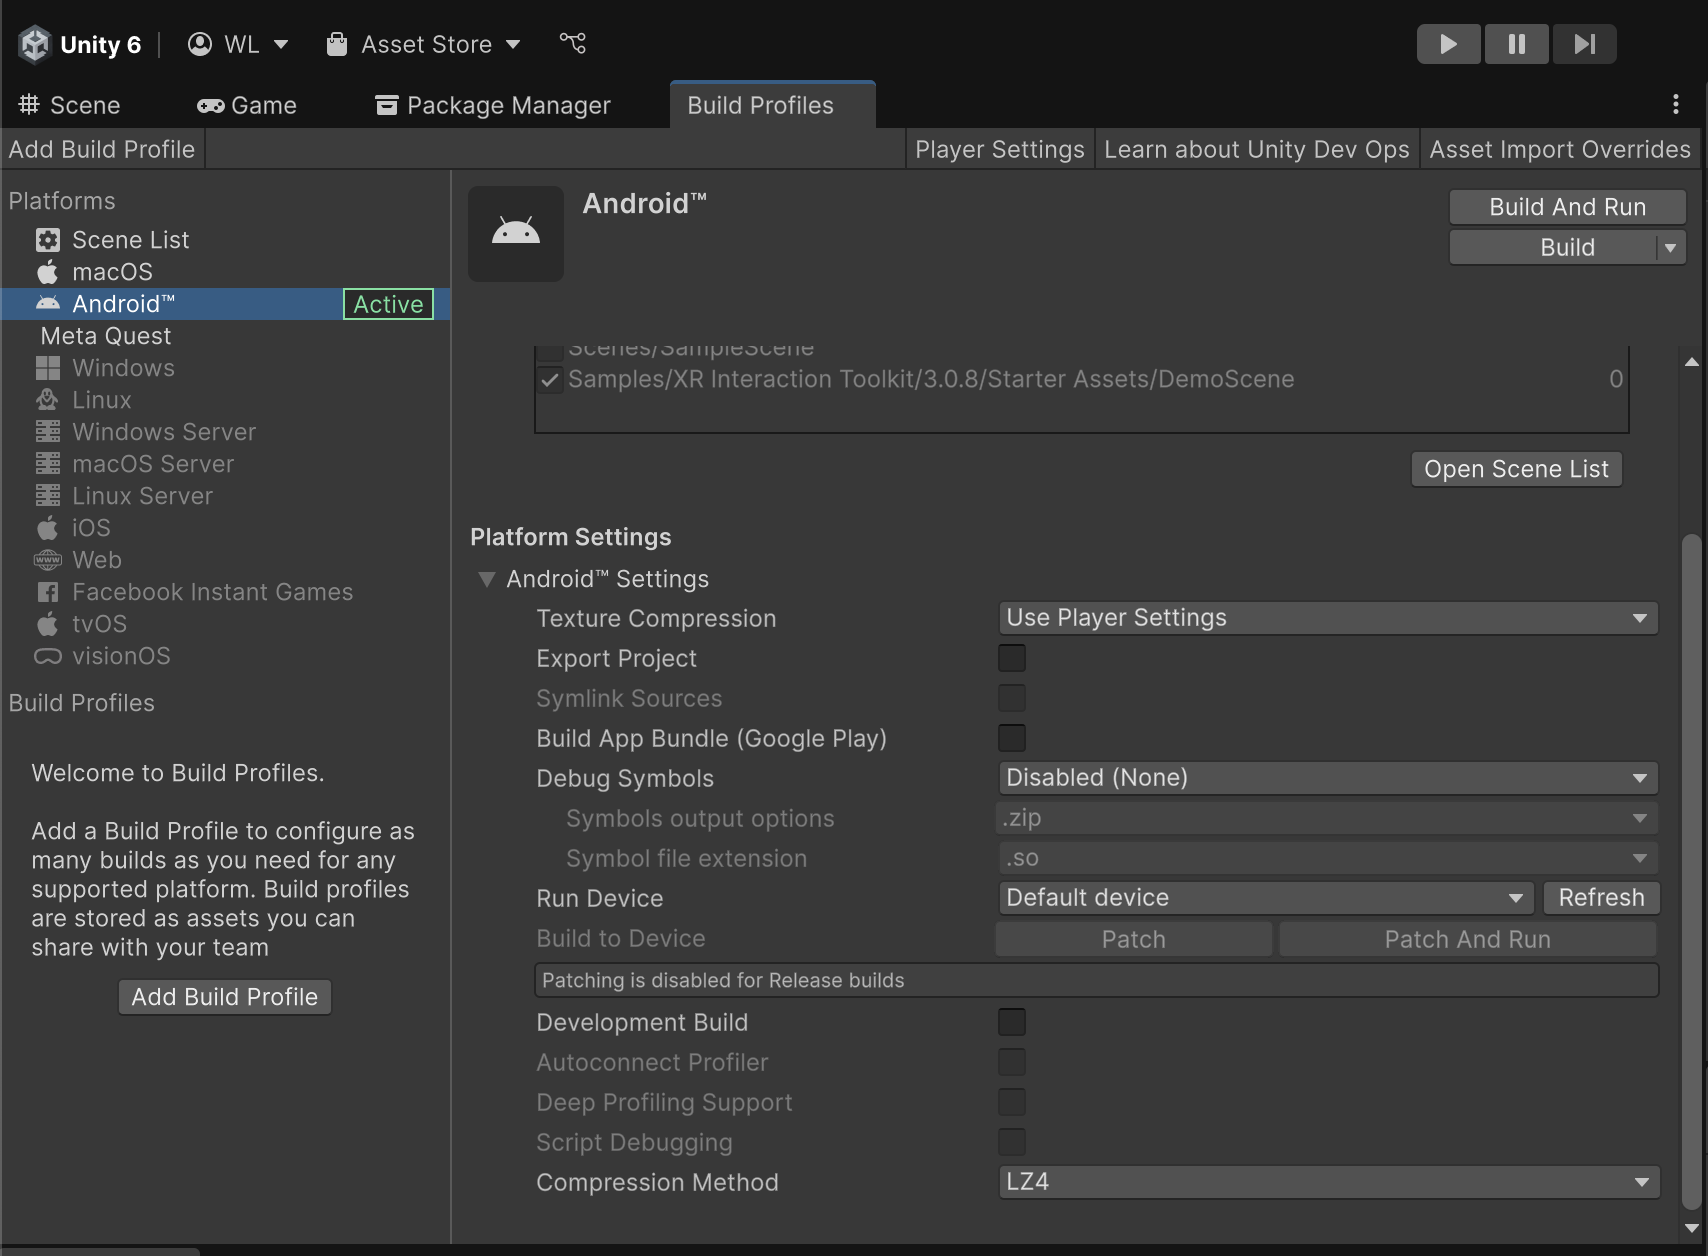 Unity 6 WL Asset Store
Scene Game Package Manager Build Profiles
Add Build Profile Player Settings Learn about Unity Dev Ops Asset Import Overrides
Platforms
Scene List
macOS
Android™ Active
Meta Quest
Windows
Linux
Windows Server
macOS Server
Linux Server
iOS
www Web
Facebook Instant Games
tvOS
visionOS
Build Profiles
Welcome to Build Profiles.
Add a Build Profile to configure as
many builds as you need for any
supported platform. Build profiles
are stored as assets you can
share with your team
Add Build Profile
Android™
Build And Run
Build
Scenes/SampleScene
Samples/XR Interaction Toolkit/3.0.8/Starter Assets/DemoScene 0
Open Scene List
Platform Settings
Android™ Settings
Texture Compression Use Player Settings
Export Project
Symlink Sources
Build App Bundle (Google Play)
Debug Symbols Disabled (None)
Symbols output options .zip
Symbol file extension .so
Run Device Default device Refresh
Build to Device Patch Patch And Run
Patching is disabled for Release builds
Development Build
Autoconnect Profiler
Deep Profiling Support
Script Debugging
Compression Method LZ4